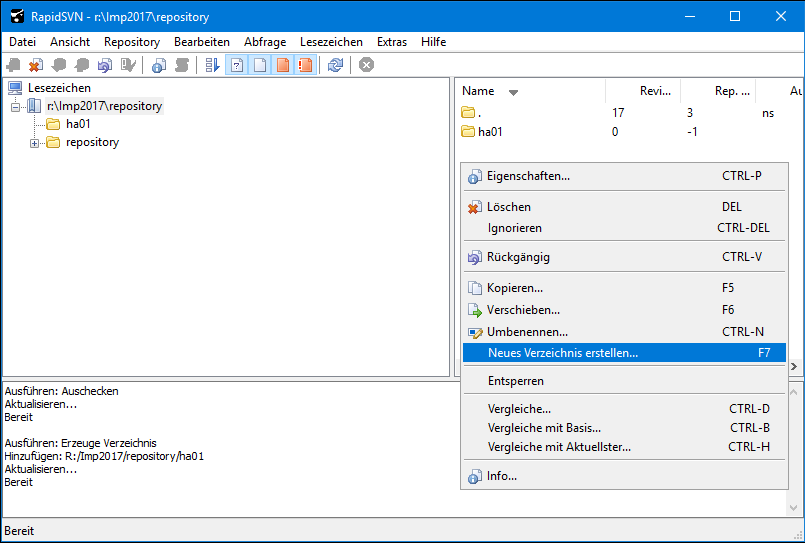 RapidSVN - r:\Imp2017\repository
Datei Ansicht Repository Bearbeiten Abfrage Lesezeichen Extras Hilfe
Lesezeichen
r:\Imp2017\repository
ha01
repository
Name Revi... Rep. ... Au
. 17 3 ns
ha01 0 -1
Eigenschaften... CTRL-P
Löschen DEL
Ignorieren CTRL-DEL
Rückgängig CTRL-V
Kopieren... F5
Verschieben... F6
Umbenennen... CTRL-N
Neues Verzeichnis erstellen... F7
Entsperren
Vergleiche... CTRL-D
Vergleiche mit Basis... CTRL-B
Vergleiche mit Aktuellster... CTRL-H
Info...
Ausführen: Auschecken
Aktualisieren...
Bereit
Ausführen: Erzeuge Verzeichnis
Hinzufügen: R:/Imp2017/repository/ha01
Aktualisieren...
Bereit
Bereit